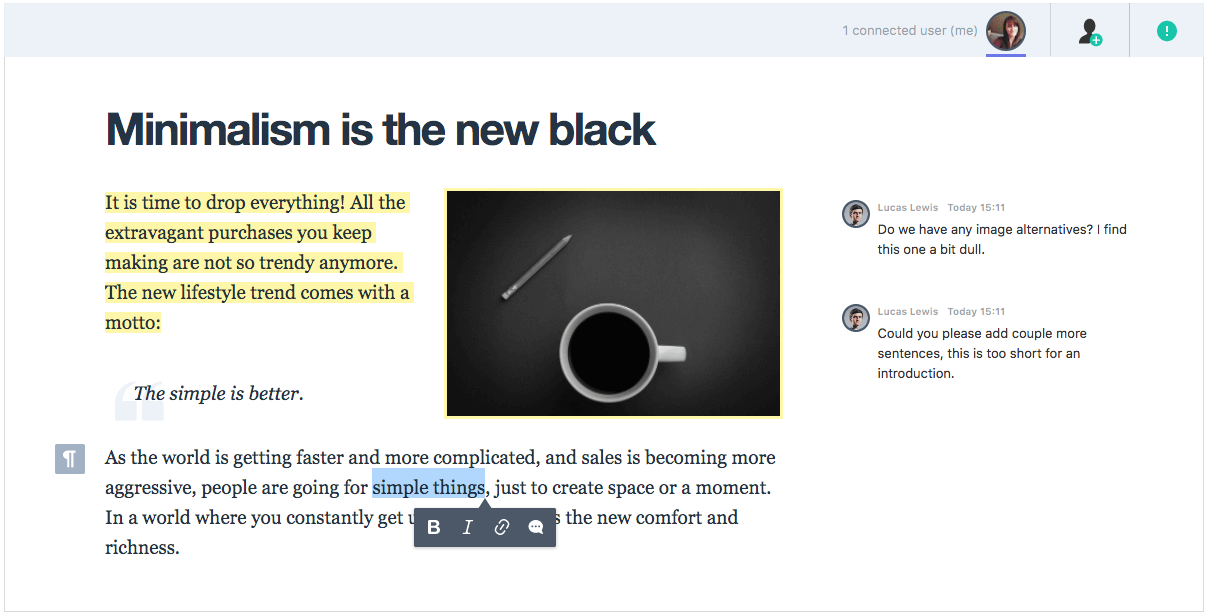 1 connected user (me)
Minimalism is the new black
It is time to drop everything! All the
extravagant purchases you keep
making are not so trendy anymore.
The new lifestyle trend comes with a
motto:
The simple is better.
As the world is getting faster and more complicated, and sales is becoming more
aggressive, people are going for simple things, just to create space or a moment.
In a world where you constantly get the new comfort and
richness.
B I
Lucas Lewis Today 15:11
Do we have any image alternatives? I find
this one a bit dull.
Lucas Lewis Today 15:11
Could you please add couple more
sentences, this is too short for an
introduction.